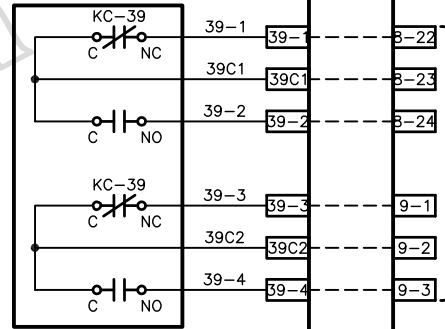 KC-39 39-1 39-1 8-22
C NC
39C1 39C1 8-23
39-2 39-2 8-24
C NO
KC-39 39-3 39-3 9-1
C NC
39C2 39C2 9-2
39-4 39-4 9-3
C NO